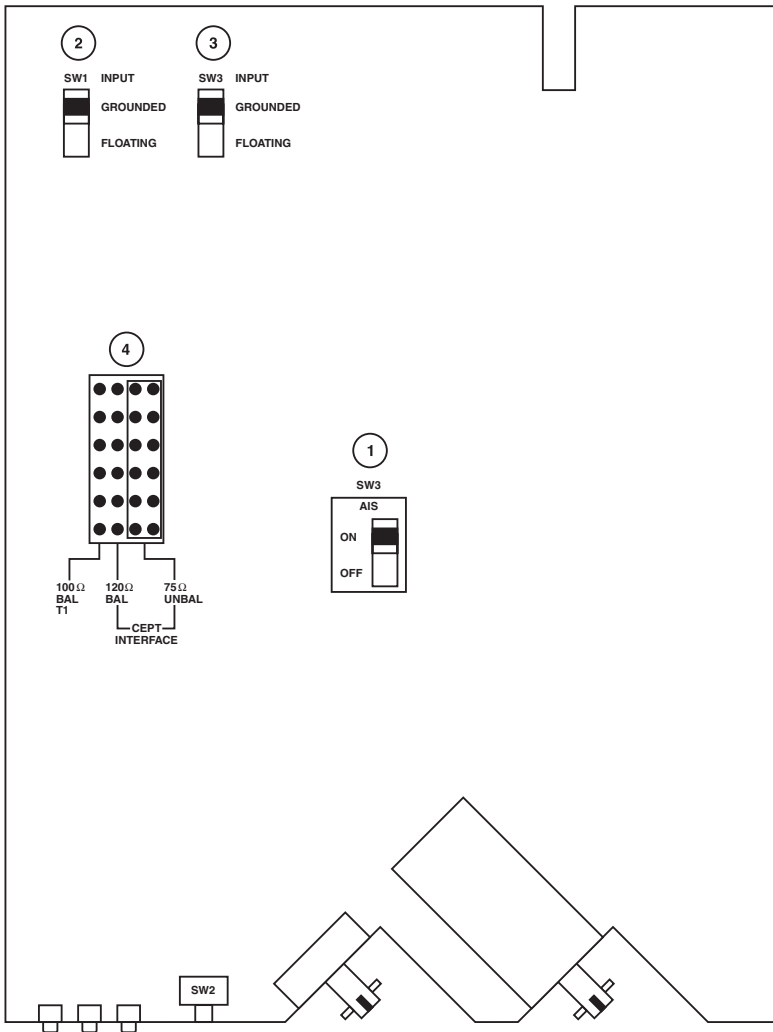 2
SW1 INPUT
GROUNDED
FLOATING
3
SW3 INPUT
GROUNDED
FLOATING
4
100Ω
BAL
T1
120Ω
BAL
75Ω
UNBAL
CEPT
INTERFACE
1
SW3
AIS
ON
OFF
SW2